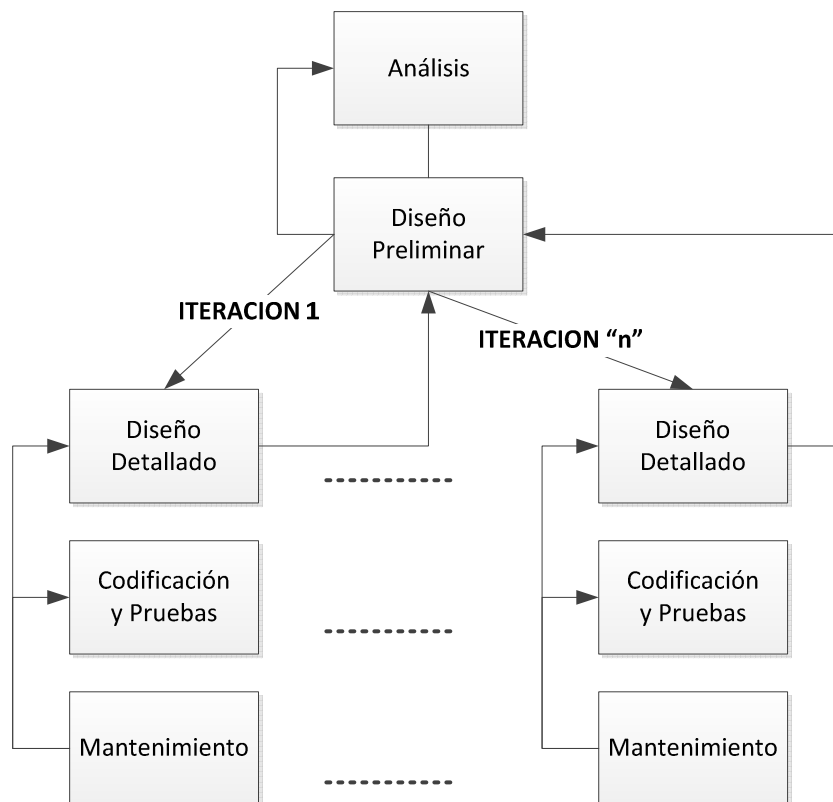 Análisis
Diseño
Preliminar
ITERACION 1
ITERACION “n”
Diseño
Detallado
Diseño
Detallado
Codificación
y Pruebas
Codificación
y Pruebas
Mantenimiento
Mantenimiento